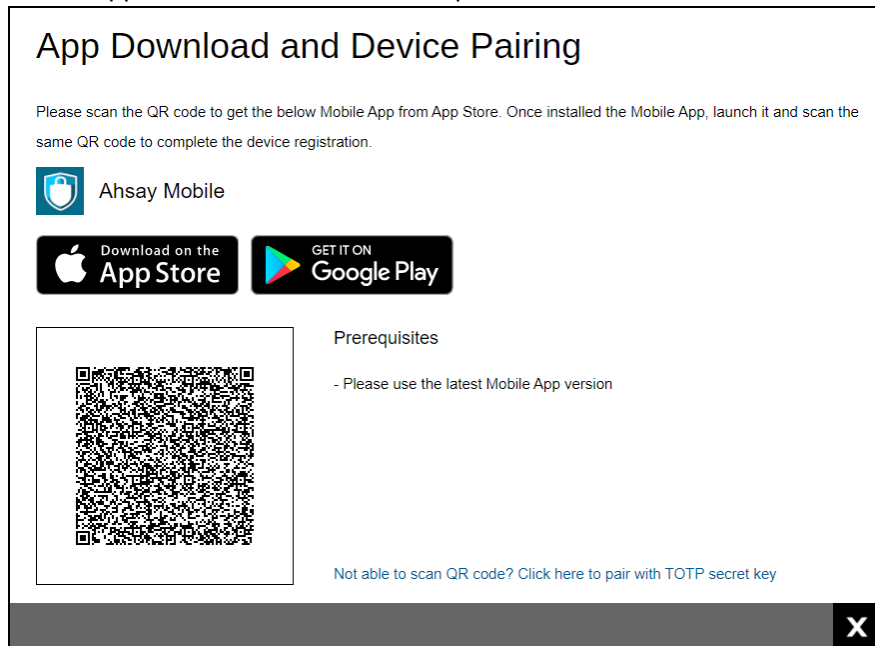 App Download and Device Pairing
Please scan the QR code to get the below Mobile App from App Store. Once installed the Mobile App, launch it and scan the
same QR code to complete the device registration.
Ahsay Mobile
Download on the
App Store
GET IT ON
Google Play
Prerequisites
- Please use the latest Mobile App version
Not able to scan QR code? Click here to pair with TOTP secret key
X